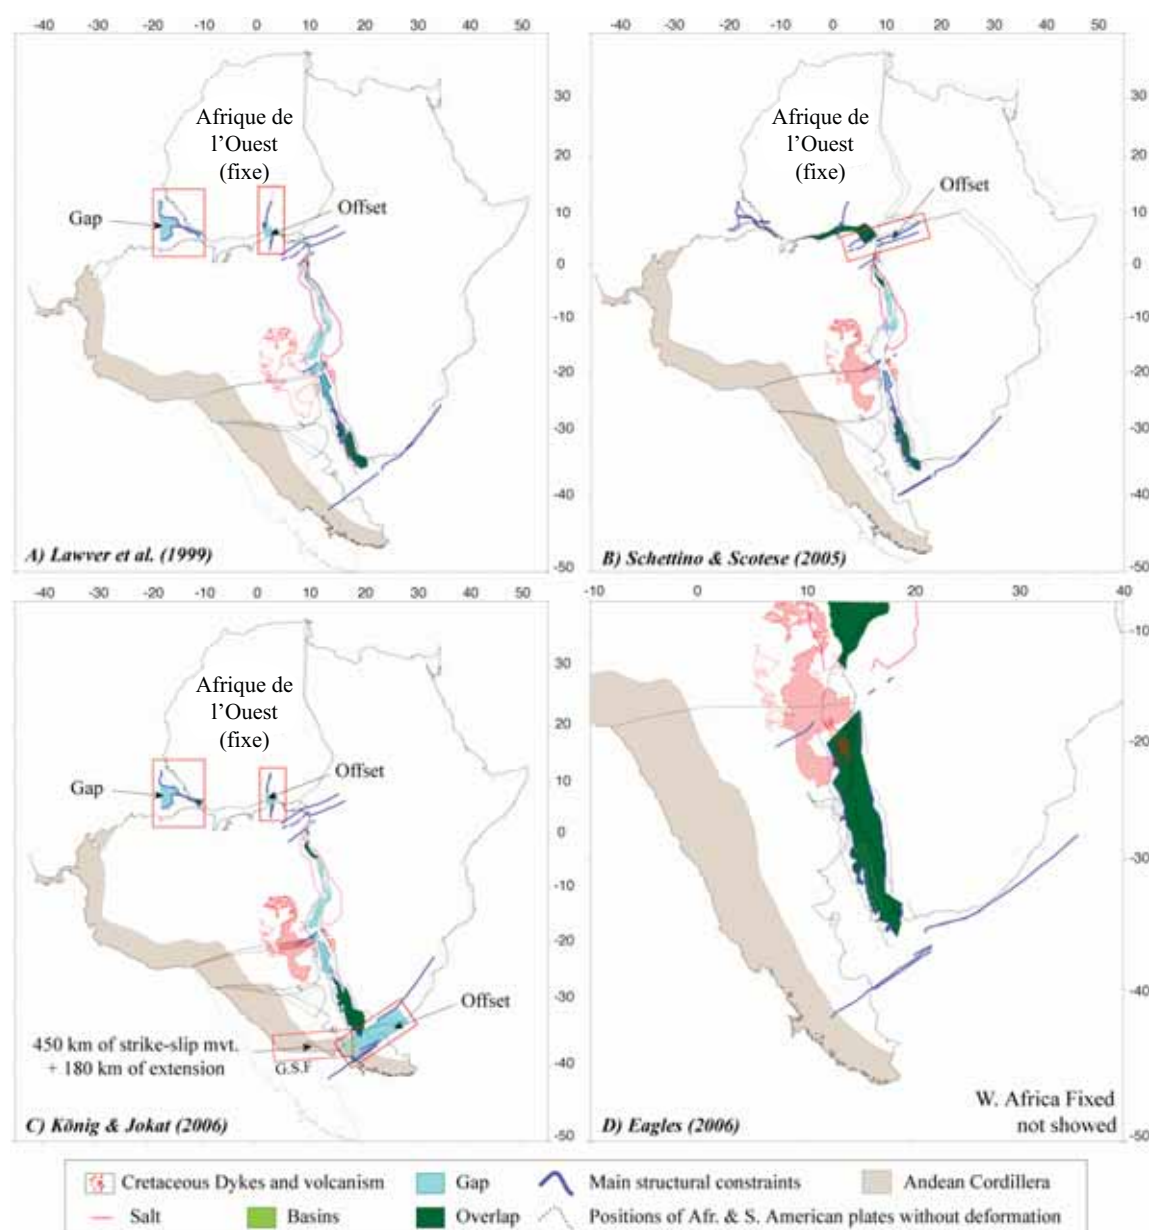 -40 -30 -20 -10 0 10 20 30 40 50
-40 -30 -20 -10 0 10 20 30 40 50
Afrique de
l’Ouest
(fixe)
Gap
Offset
30
20
10
0
-10
-20
-30
-40
-50
A) Lawver et al. (1999)
Afrique de
l’Ouest
(fixe)
Offset
30
20
10
0
-10
-20
-30
-40
-50
B) Schettino & Scotese (2005)
-40 -30 -20 -10 0 10 20 30 40 50
Afrique de
l’Ouest
(fixe)
Gap
Offset
Offset
450 km of strike-slip mvt.
+ 180 km of extension
G.S.F
30
20
10
0
-10
-20
-30
-40
-50
C) König & Jokat (2006)
-10 0 10 20 30 40
-10
-20
-30
-40
-50
W. Africa Fixed
not showed
D) Eagles (2006)
Cretaceous Dykes and volcanism
Gap
Main structural constraints
Andean Cordillera
Salt
Basins
Overlap
Positions of Afr. & S. American plates without deformation